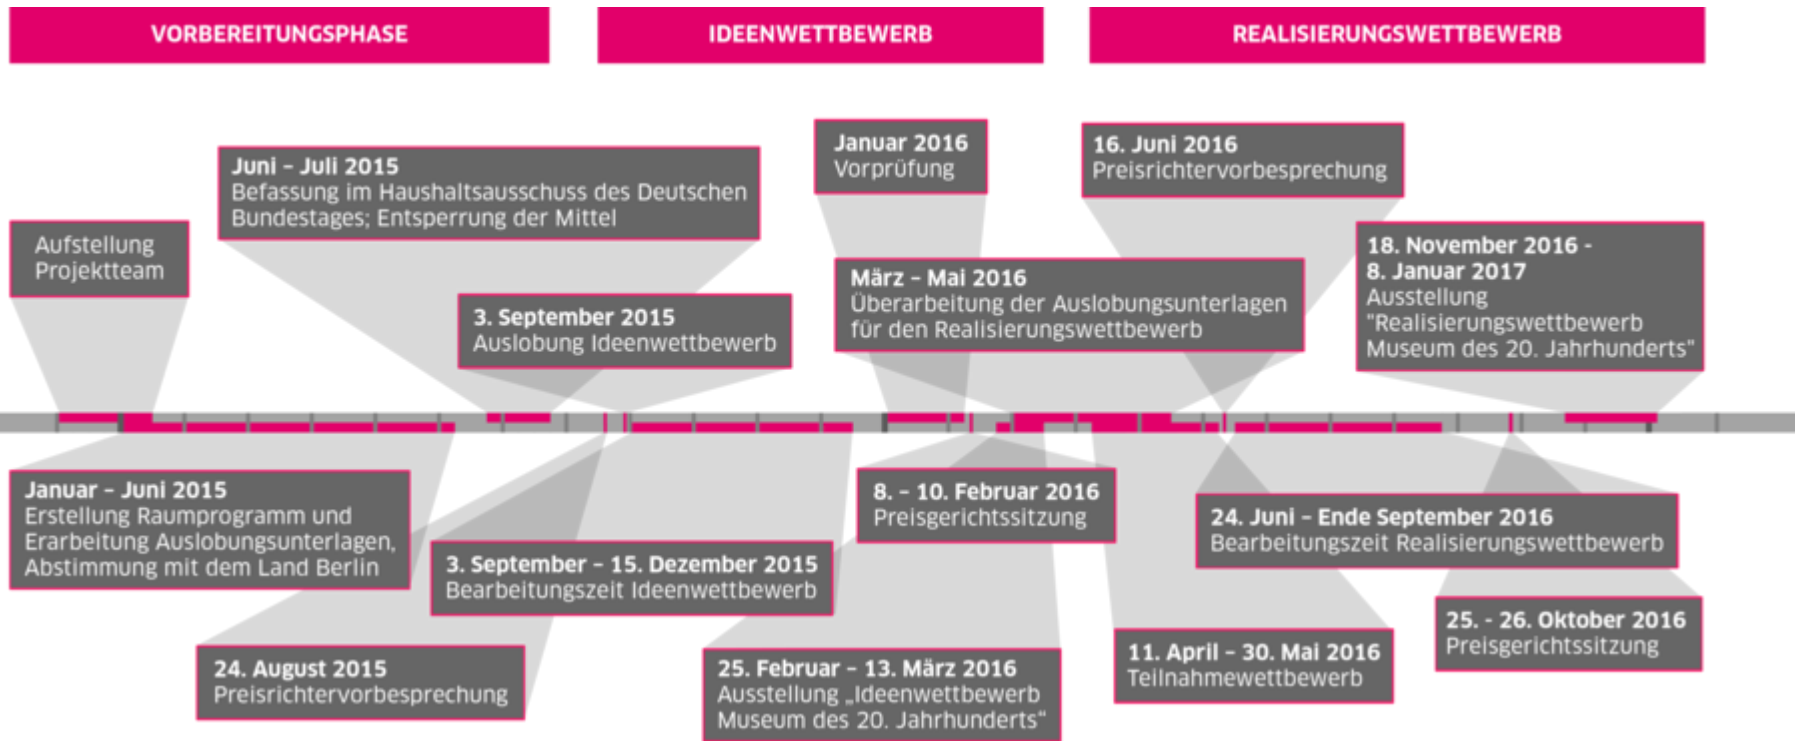 VORBEREITUNGSPHASE
IDEENWETTBEWERB
REALISIERUNGSWETTBEWERB
Aufstellung
Projektteam
Juni – Juli 2015
Befassung im Haushaltsausschuss des Deutschen
Bundestages; Entsperrung der Mittel
3. September 2015
Auslobung Ideenwettbewerb
Januar 2016
Vorprüfung
März – Mai 2016
Überarbeitung der Auslobungsunterlagen
für den Realisierungswettbewerb
16. Juni 2016
Preisrichtervorbesprechung
18. November 2016 -
8. Januar 2017
Ausstellung
"Realisierungswettbewerb
Museum des 20. Jahrhunderts"
Januar – Juni 2015
Erstellung Raumprogramm und
Erarbeitung Auslobungsunterlagen,
Abstimmung mit dem Land Berlin
24. August 2015
Preisrichtervorbesprechung
3. September – 15. Dezember 2015
Bearbeitungszeit Ideenwettbewerb
8. – 10. Februar 2016
Preisgerichtssitzung
25. Februar – 13. März 2016
Ausstellung „Ideenwettbewerb
Museum des 20. Jahrhunderts“
11. April – 30. Mai 2016
Teilnahmewettbewerb
24. Juni – Ende September 2016
Bearbeitungszeit Realisierungswettbewerb
25. - 26. Oktober 2016
Preisgerichtssitzung